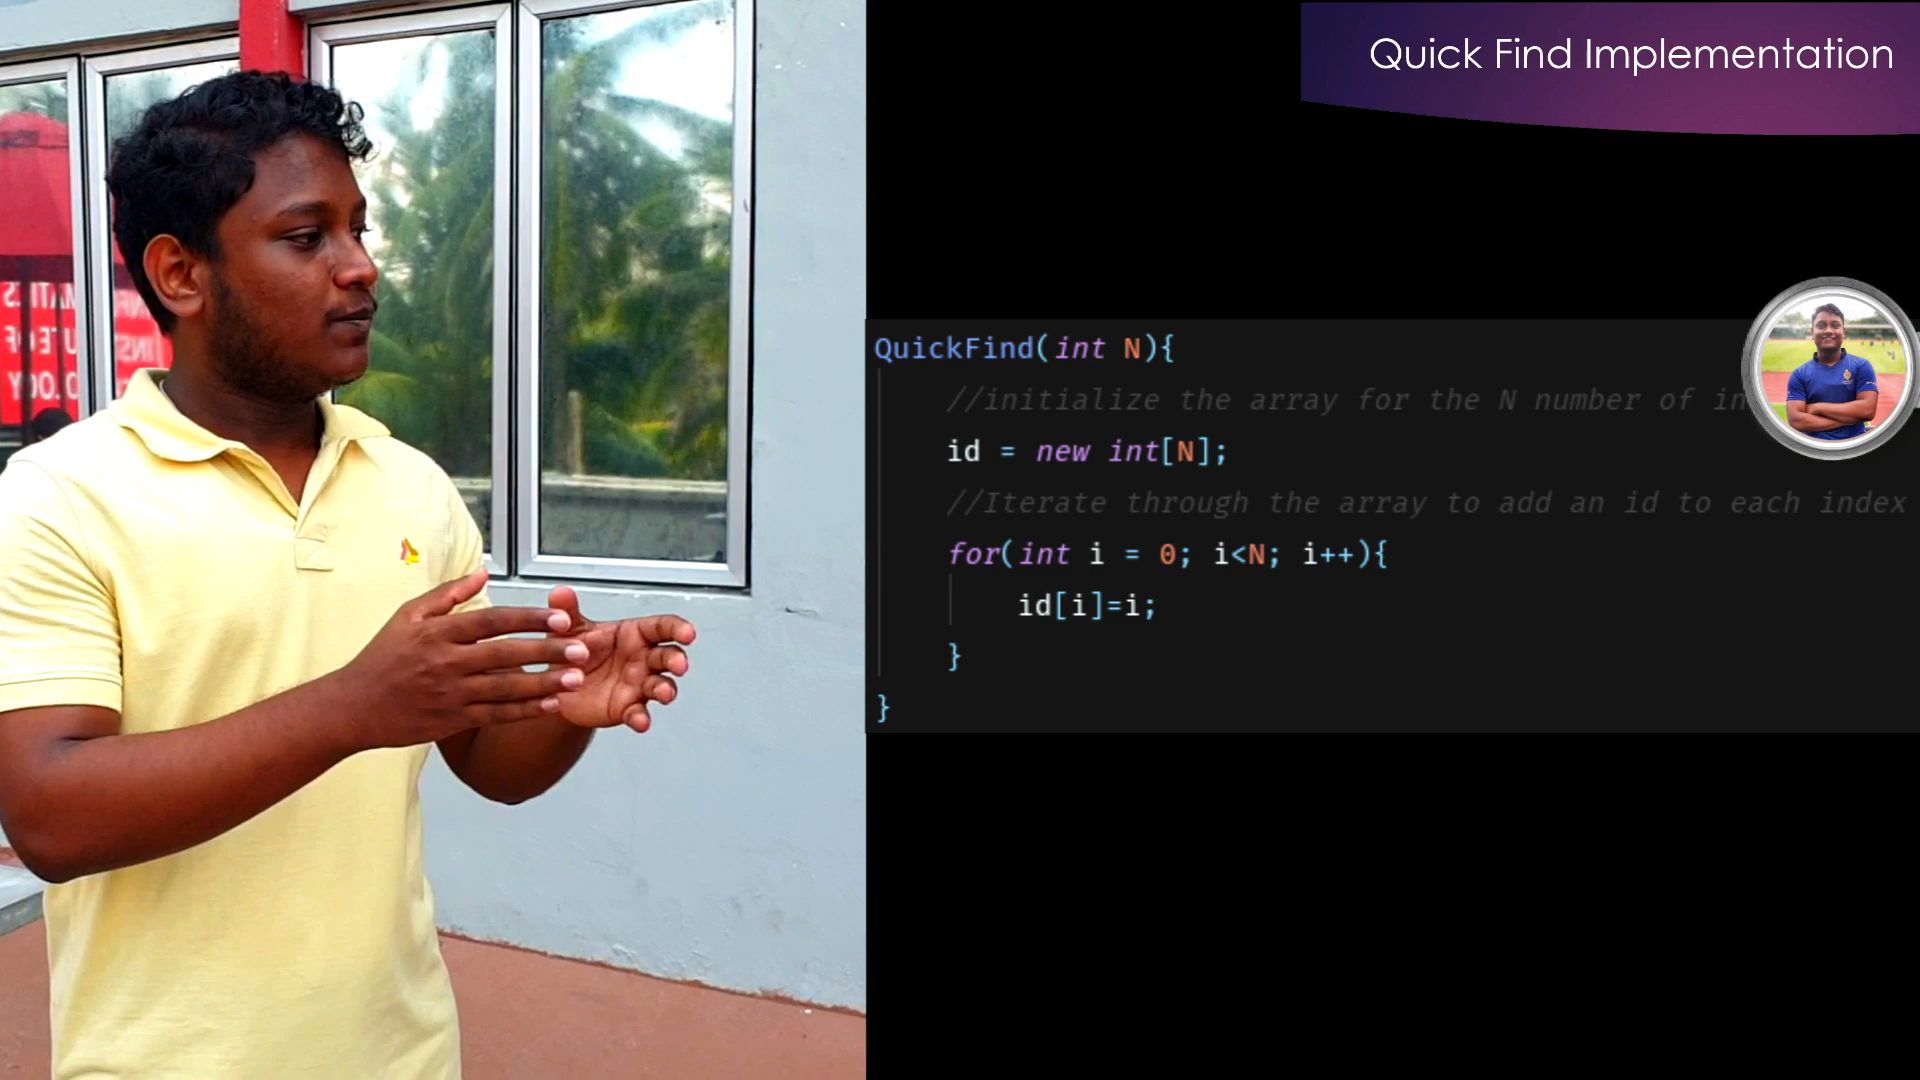 Quick Find Implementation
QuickFind(int N){
//initialize the array for the N number of
id = new int[N];
//Iterate through the array to add an id to each index
for(int i = 0; i<N; i++){
id[i]=i;
}
}